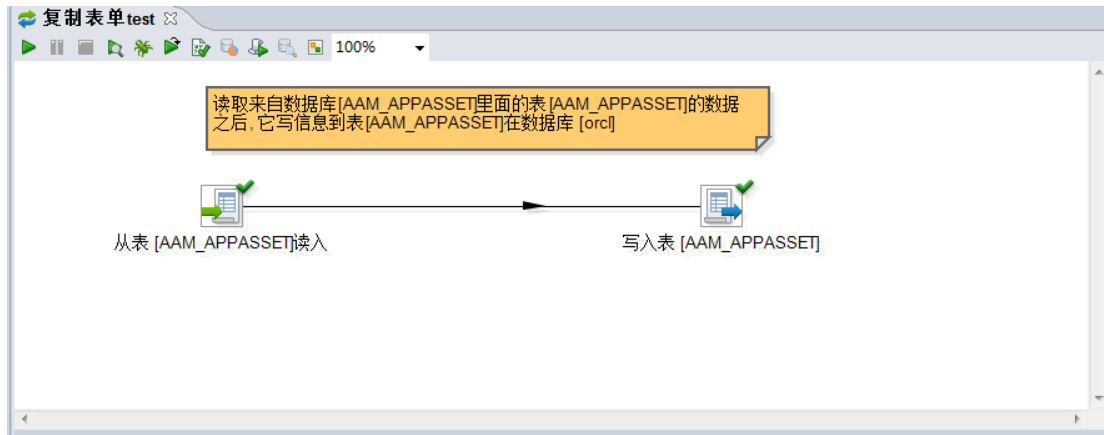 复制表单test
100%
读取来自数据库[AAM_APPASSET]里面的表[AAM_APPASSET]的数据
之后, 它写信息到表[AAM_APPASSET]在数据库 [orcl]
从表 [AAM_APPASSET]读入
写入表 [AAM_APPASSET]